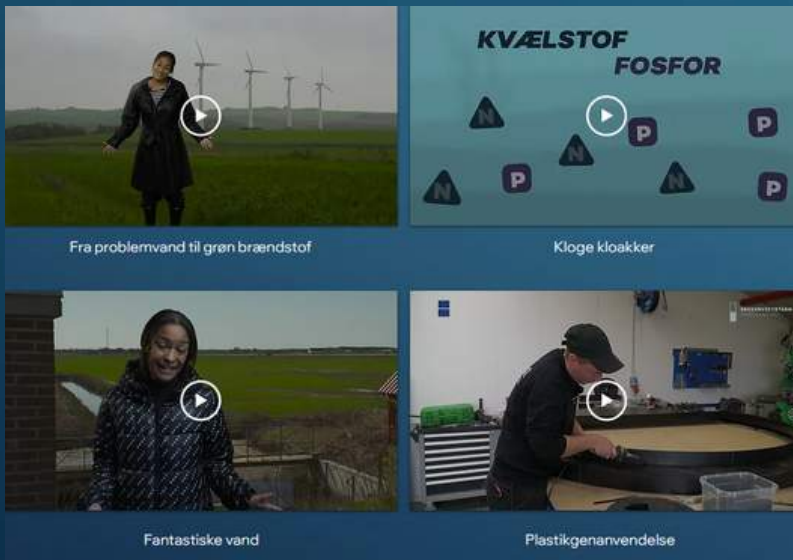 KVÆLSTOF
FOSFOR
N
P
P
N
P
N
N
P
Fra problemvand til grøn brændstof
Kloge kloakker
Fantastiske vand
Plastikgenanvendelse